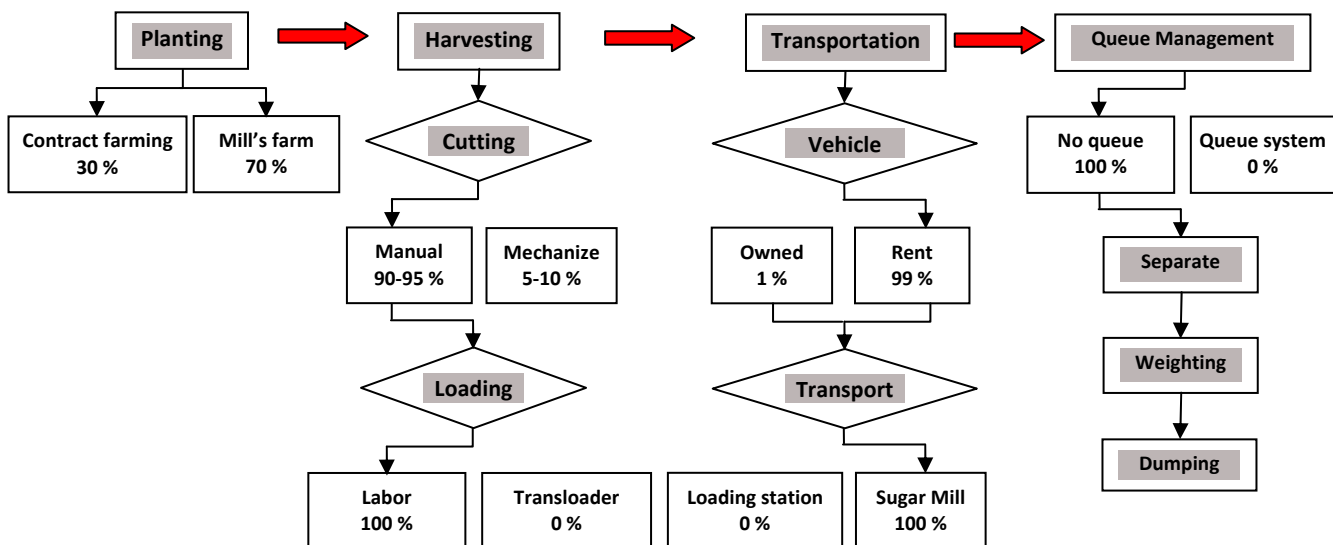 Planting
Harvesting
Transportation
Queue Management
Contract farming
30 %
Mill's farm
70 %
Cutting
Vehicle
No queue
100 %
Queue system
0 %
Manual
90-95 %
Mechanize
5-10 %
Owned
1 %
Rent
99 %
Separate
Loading
Transport
Weighting
Dumping
Labor
100 %
Transloader
0 %
Loading station
0 %
Sugar Mill
100 %